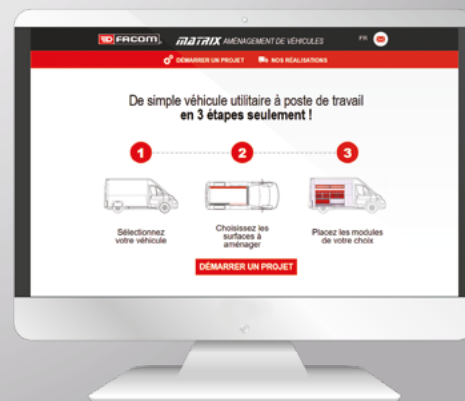 FACOM. MATRIX AMÉNAGEMENT DE VÉHICULES FR
DÉMARRER UN PROJET NOS RÉALISATIONS
De simple véhicule utilitaire à poste de travail
en 3 étapes seulement !
1 2 3
Sélectionnez
votre véhicule
Choisissez les
surfaces à
aménager
Placez les modules
de votre choix
DÉMARRER UN PROJET